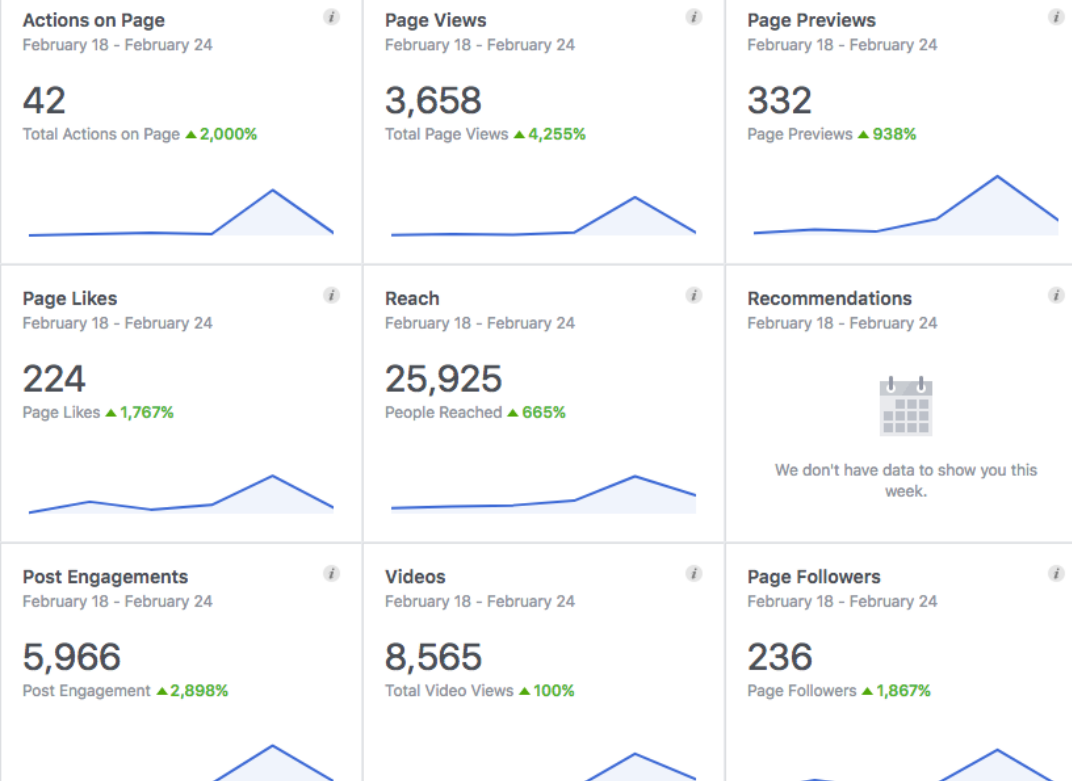 Actions on Page
February 18 - February 24
42
Total Actions on Page ▲2,000%
Page Views
February 18 - February 24
3,658
Total Page Views ▲4,255%
Page Previews
February 18 - February 24
332
Page Previews ▲938%
Page Likes
February 18 - February 24
224
Page Likes ▲1,767%
Reach
February 18 - February 24
25,925
People Reached ▲665%
Recommendations
February 18 - February 24
We don't have data to show you this
week.
Post Engagements
February 18 - February 24
5,966
Post Engagement ▲2,898%
Videos
February 18 - February 24
8,565
Total Video Views ▲100%
Page Followers
February 18 - February 24
236
Page Followers ▲1,867%